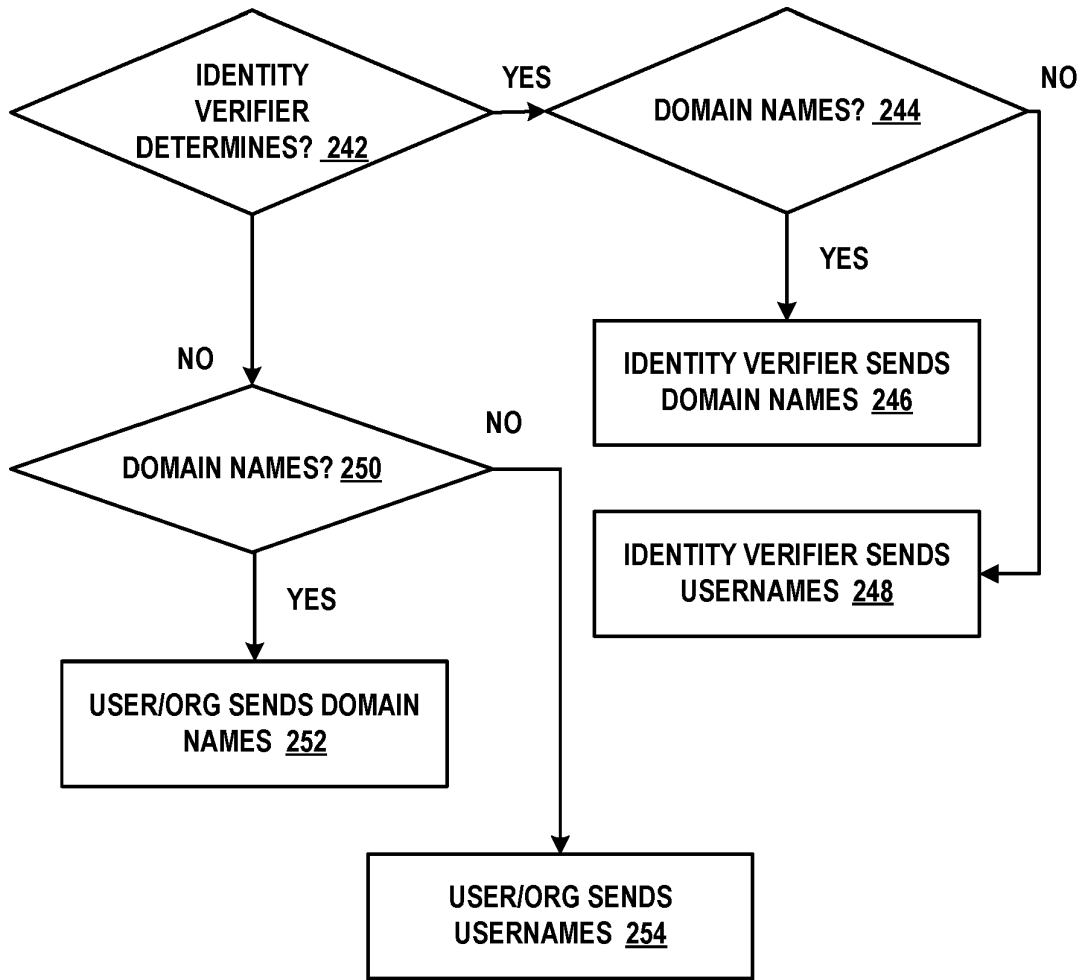 IDENTITY
VERIFIER
DETERMINES? 242
YES
DOMAIN NAMES? 244
NO
YES
IDENTITY VERIFIER SENDS
DOMAIN NAMES 246
NO
DOMAIN NAMES? 250
NO
IDENTITY VERIFIER SENDS
USERNAMES 248
YES
USER/ORG SENDS DOMAIN
NAMES 252
USER/ORG SENDS
USERNAMES 254